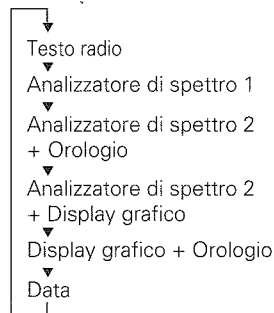 Testo radio
Analizzatore di spettro 1
Analizzatore di spettro 2
+ Orologio
Analizzatore di spettro 2
+ Display grafico
Display grafico + Orologio
Data